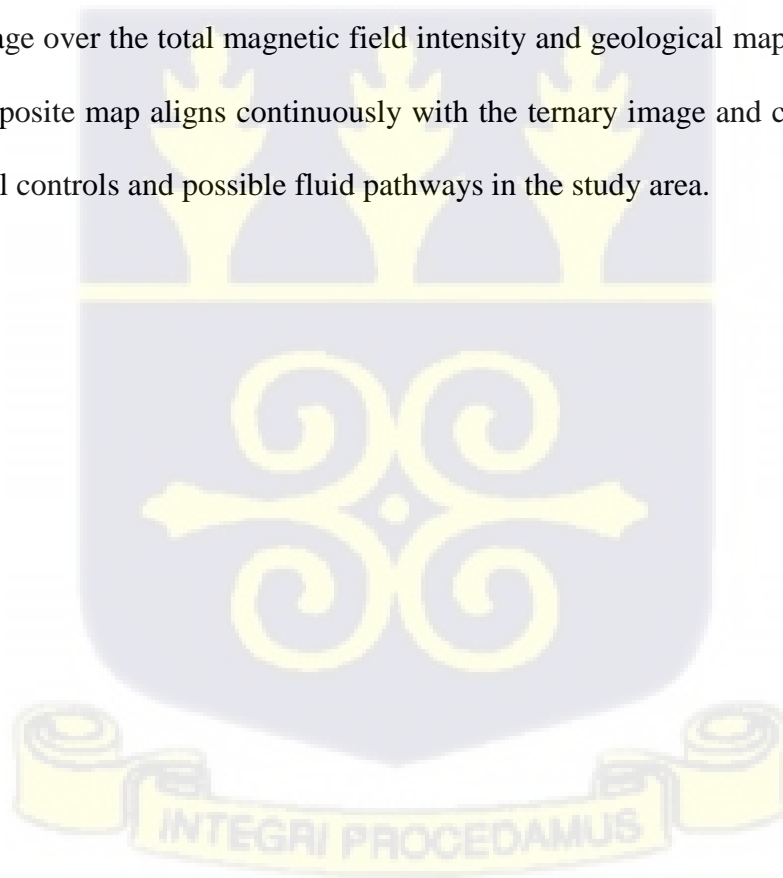 age over the total magnetic field intensity and geological map
posite map aligns continuously with the ternary image and c
l controls and possible fluid pathways in the study area.
INTEGRI PROCEDAMUS